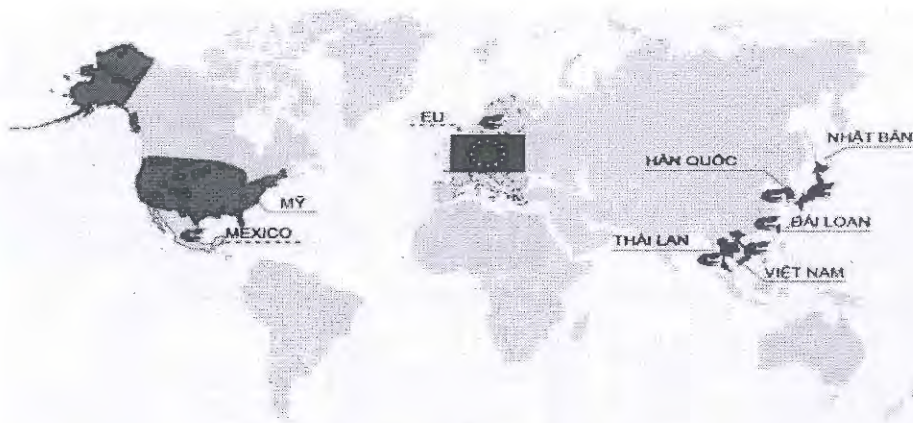 EU
NHẬT BẢN
HÀN QUỐC
MỸ
ĐÀI LOAN
MEXICO
THÁI LAN
VIỆT NAM